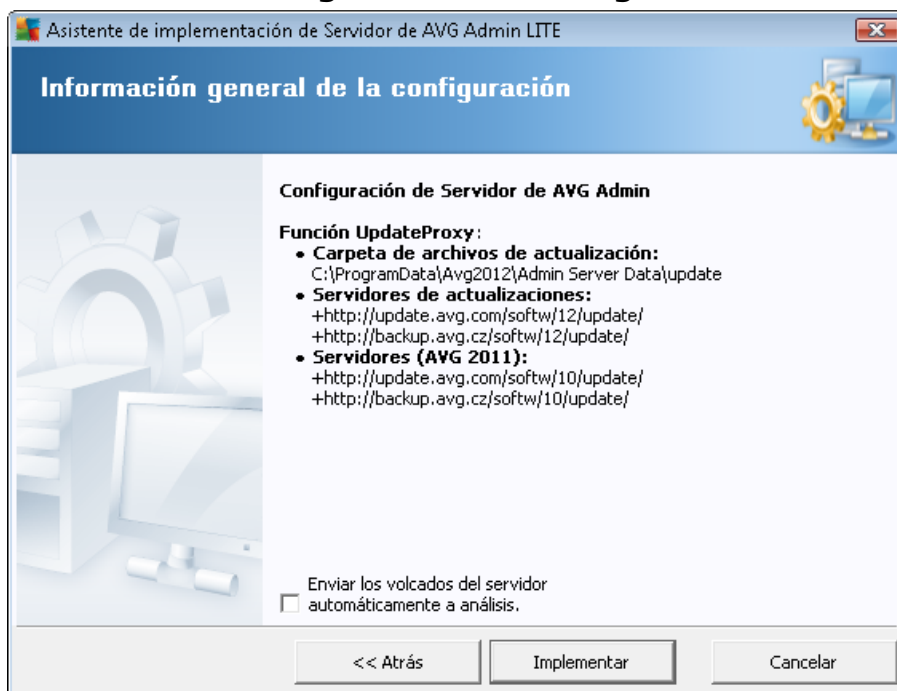 Asistente de implementación de Servidor de AVG Admin LITE
Información general de la configuración
Configuración de Servidor de AVG Admin
Función UpdateProxy:
• Carpeta de archivos de actualización:
C:\ProgramData\Avg2012\Admin Server Data\update
• Servidores de actualizaciones:
+http://update.avg.com/softw/12/update/
+http://backup.avg.cz/softw/12/update/
• Servidores (AVG 2011):
+http://update.avg.com/softw/10/update/
+http://backup.avg.cz/softw/10/update/
Enviar los volcados del servidor
automáticamente a análisis.
<< Atrás
Implementar
Cancelar